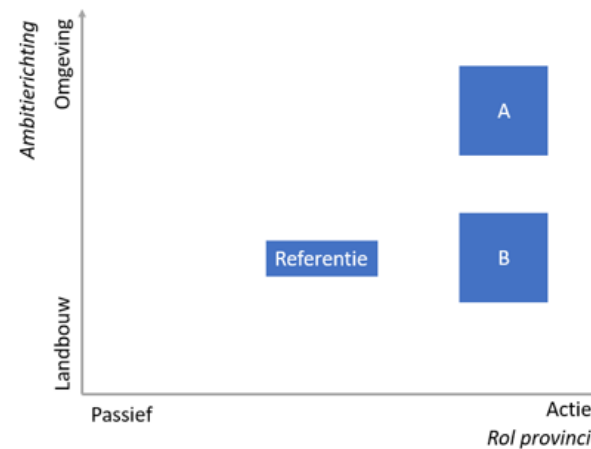 Ambitierichting
Omgeving
Landbouw
A
B
Referentie
Passief
Actie
Rol provinci